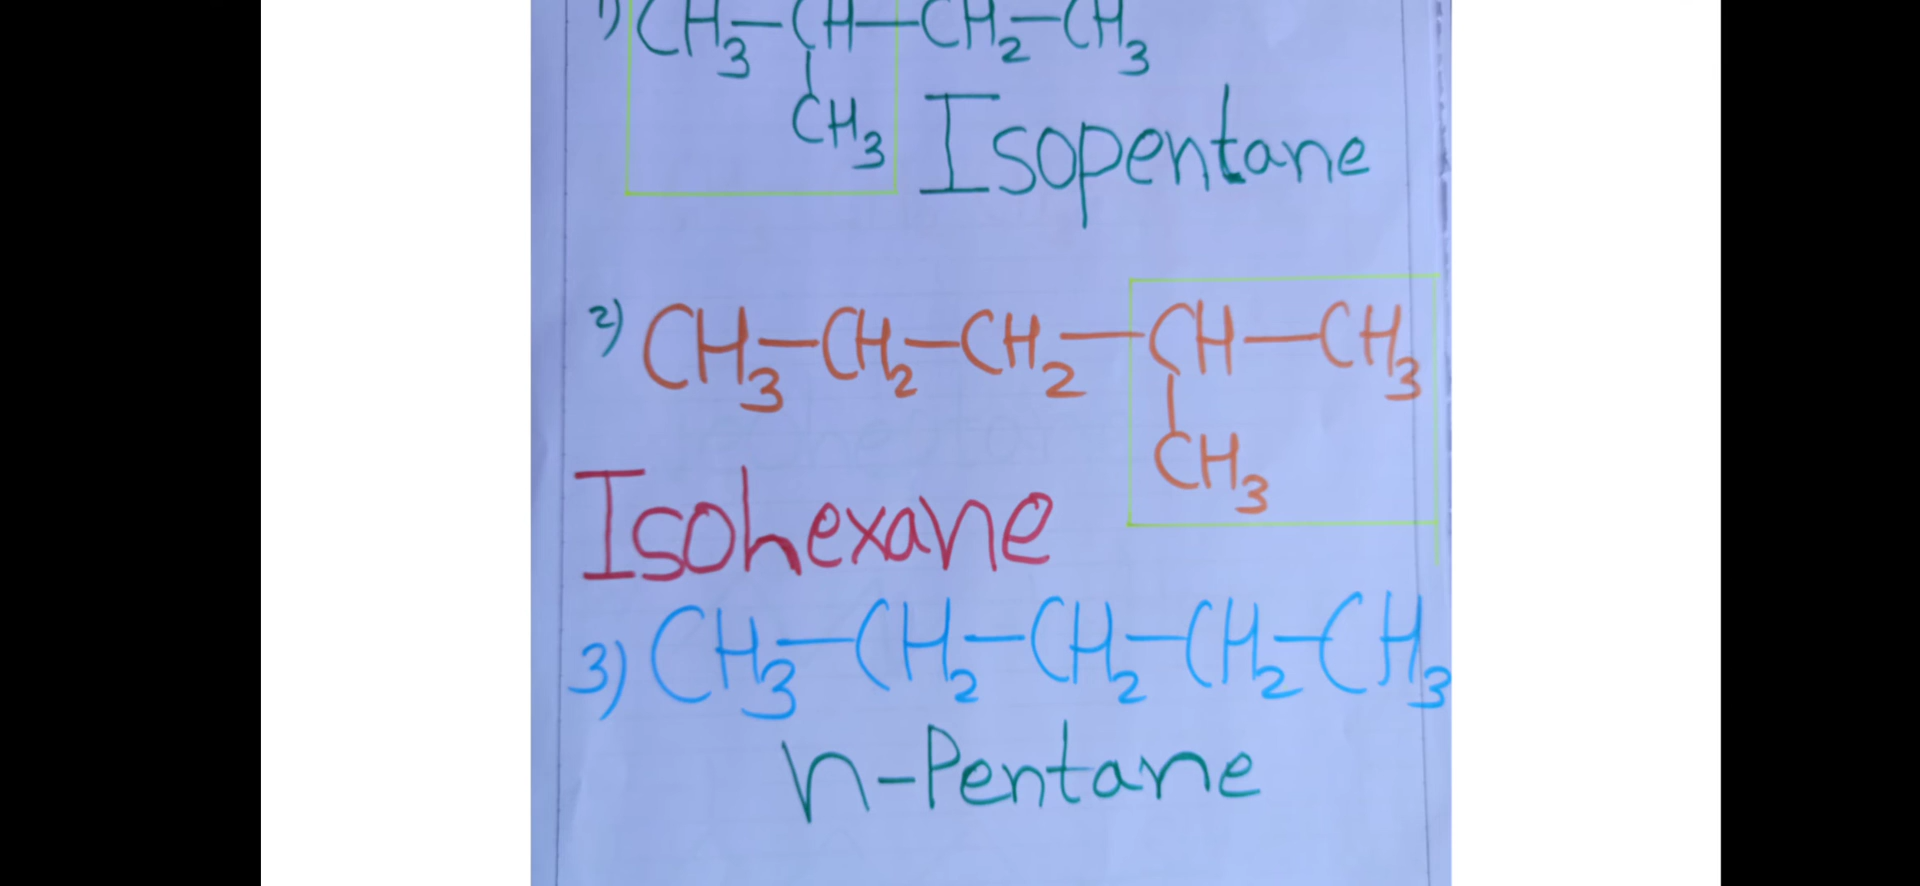 1) CH₃—CH—CH₂—CH₃
CH₃
Isopentane
2) CH₃—CH₂—CH₂—CH—CH₃
CH₃
Isohexane
3) CH₃—CH₂—CH₂—CH₂—CH₃
n-Pentane